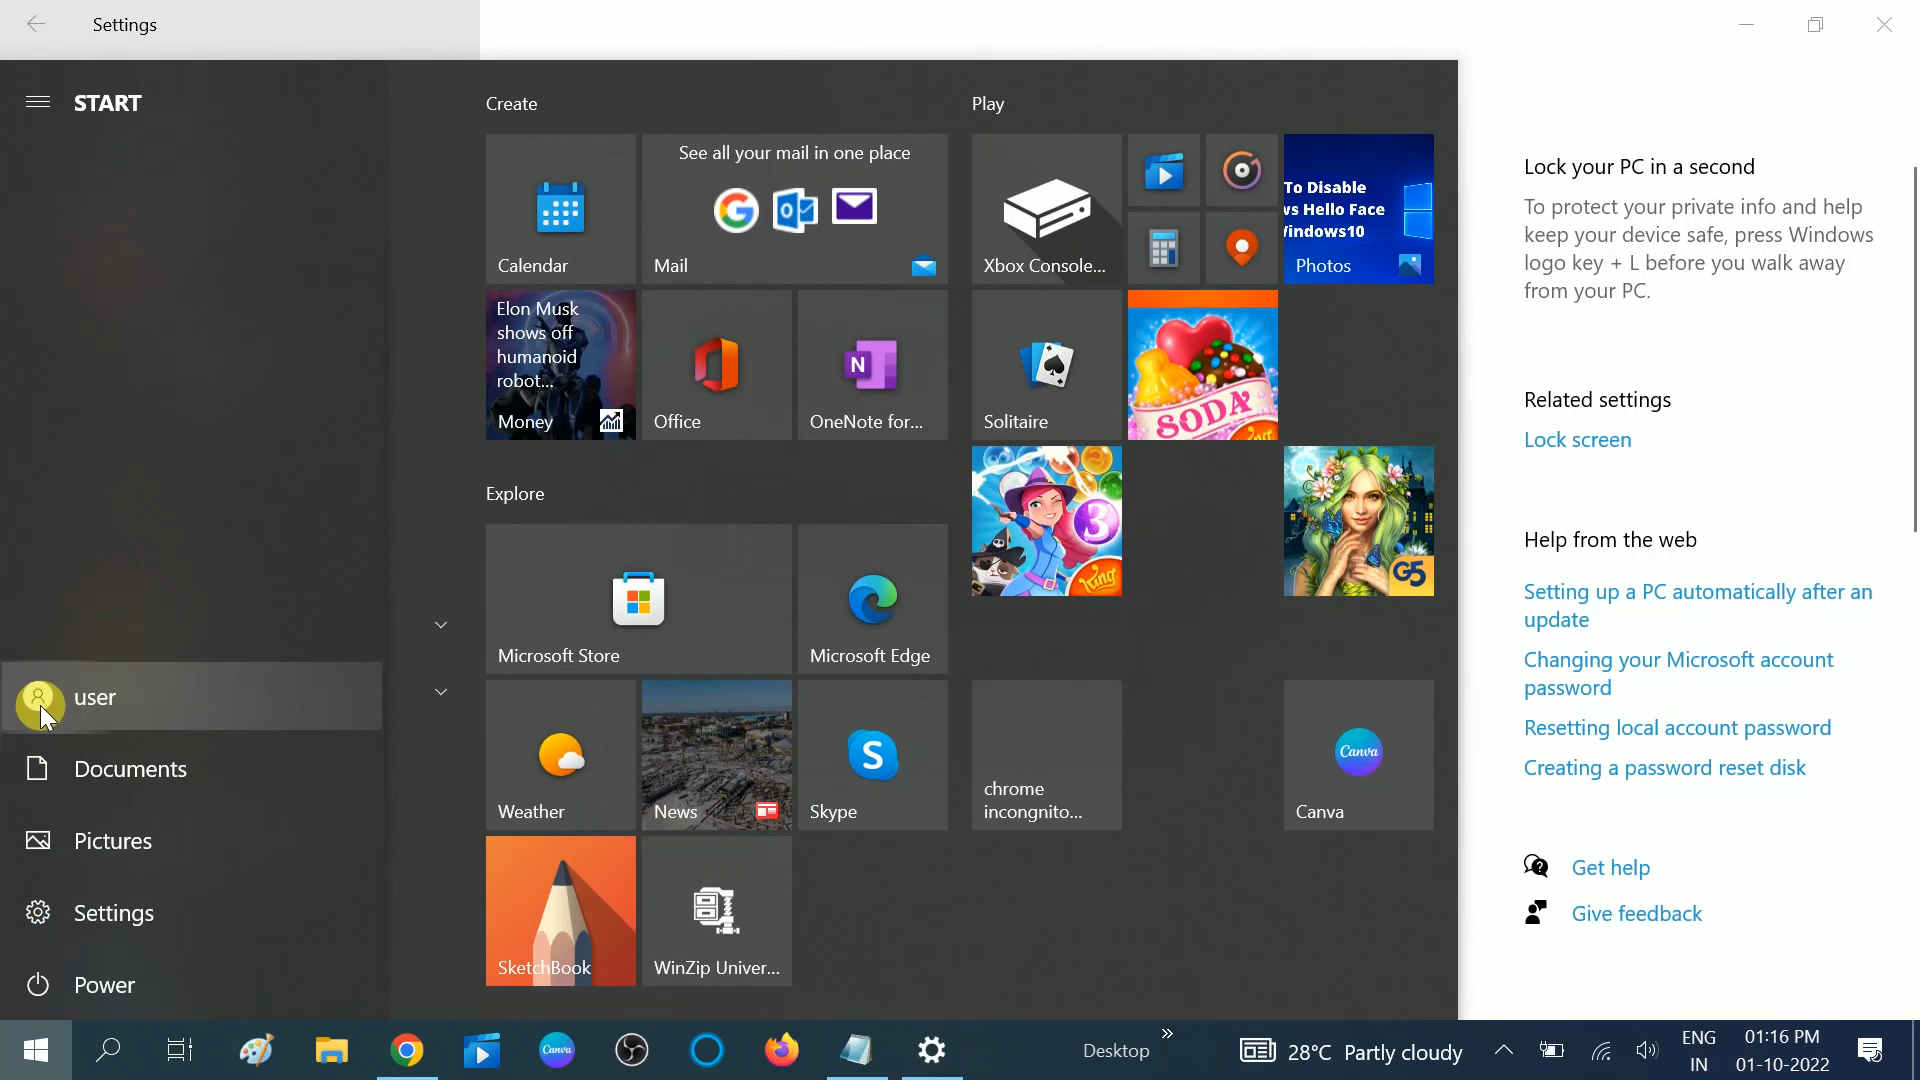 Settings
START
Create
Play
Calendar
See all your mail in one place
Mail
Xbox Console...
To Disable
ws Hello Face
Vindows10
Photos
Elon Musk
shows off
humanoid
robot...
Money
Office
N
OneNote for...
Solitaire
SODA
Explore
3
King
G5
Microsoft Store
Microsoft Edge
user
Documents
Pictures
Settings
Power
Weather
News
S
Skype
chrome
incongnito...
Canva
Canva
SketchBook
WinZip Univer...
Lock your PC in a second
To protect your private info and help
keep your device safe, press Windows
logo key + L before you walk away
from your PC.
Related settings
Lock screen
Help from the web
Setting up a PC automatically after an
update
Changing your Microsoft account
password
Resetting local account password
Creating a password reset disk
Get help
Give feedback
Canva
Desktop
28°C Partly cloudy
ENG
IN
01:16 PM
01-10-2022